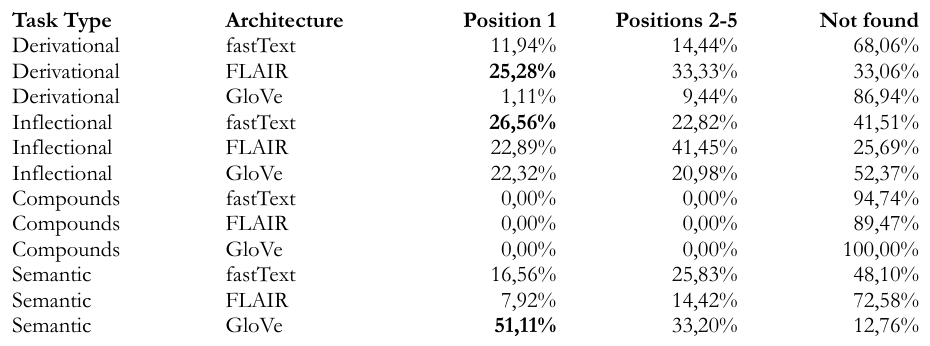 Task Type Architecture Position 1 Positions 2-5 Not found
Derivational fastText 11,94% 14,44% 68,06%
Derivational FLAIR 25,28% 33,33% 33,06%
Derivational GloVe 1,11% 9,44% 86,94%
Inflectional fastText 26,56% 22,82% 41,51%
Inflectional FLAIR 22,89% 41,45% 25,69%
Inflectional GloVe 22,32% 20,98% 52,37%
Compounds fastText 0,00% 0,00% 94,74%
Compounds FLAIR 0,00% 0,00% 89,47%
Compounds GloVe 0,00% 0,00% 100,00%
Semantic fastText 16,56% 25,83% 48,10%
Semantic FLAIR 7,92% 14,42% 72,58%
Semantic GloVe 51,11% 33,20% 12,76%